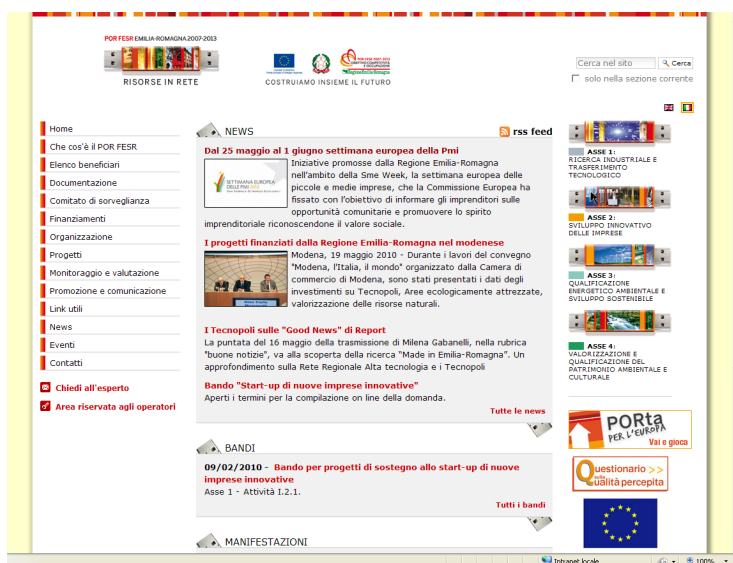 POR FESR EMILIA-ROMAGNA 2007-2013
RISORSE IN RETE
COSTRUIAMO INSIEME IL FUTURO
Cerca nel sito
Cerca
solo nella sezione corrente
Home
Che cos'è il POR FESR
Elenco beneficiari
Documentazione
Comitato di sorveglianza
Finanziamenti
Organizzazione
Progetti
Monitoraggio e valutazione
Promozione e comunicazione
Link utili
News
Eventi
Contatti
Chiedi all'esperto
Area riservata agli operatori
NEWS
rss feed
Dal 25 maggio al 1 giugno settimana europea della Pmi
Iniziative promosse dalla Regione Emilia-Romagna
nell'ambito della Sme Week, la settimana europea delle
piccole e medie imprese, che la Commissione Europea ha
fissato con l'obiettivo di informare gli imprenditori sulle
opportunità comunitarie e promuovere lo spirito
imprenditoriale riconoscendone il valore sociale.
SETTIMANA EUROPEA
I progetti finanziati dalla Regione Emilia-Romagna nel modenese
Modena, 19 maggio 2010 - Durante i lavori del convegno
"Modena, l'Italia, il mondo" organizzato dalla Camera di
commercio di Modena, sono stati presentati i dati degli
investimenti su Tecnopoli, Aree ecologicamente attrezzate,
valorizzazione delle risorse naturali.
I Tecnopoli sulle "Good News" di Report
La puntata del 16 maggio della trasmissione di Milena Gabanelli, nella rubrica
"buone notizie", va alla scoperta della ricerca "Made in Emilia-Romagna". Un
approfondimento sulla Rete Regionale Alta tecnologia e i Tecnopoli
Bando "Start-up di nuove imprese innovative"
Aperti i termini per la compilazione on line della domanda.
Tutte le news
BANDI
09/02/2010 - Bando per progetti di sostegno allo start-up di nuove
imprese innovative
Asse 1 - Attività I.2.1.
Tutti i bandi
MANIFESTAZIONI
ASSE 1:
RICERCA INDUSTRIALE E
TRASFERIMENTO
TECNOLOGICO
ASSE 2:
SVILUPPO INNOVATIVO
DELLE IMPRESE
ASSE 3:
QUALIFICAZIONE
ENERGETICO AMBIENTALE E
SVILUPPO SOSTENIBILE
ASSE 4:
VALORIZZAZIONE E
QUALIFICAZIONE DEL
PATRIMONIO AMBIENTALE E
CULTURALE
PORta
PER L'EUROPA
Vai e gioca
Questionario >>
sulla
Qualità percepita
Intranet locale
100%